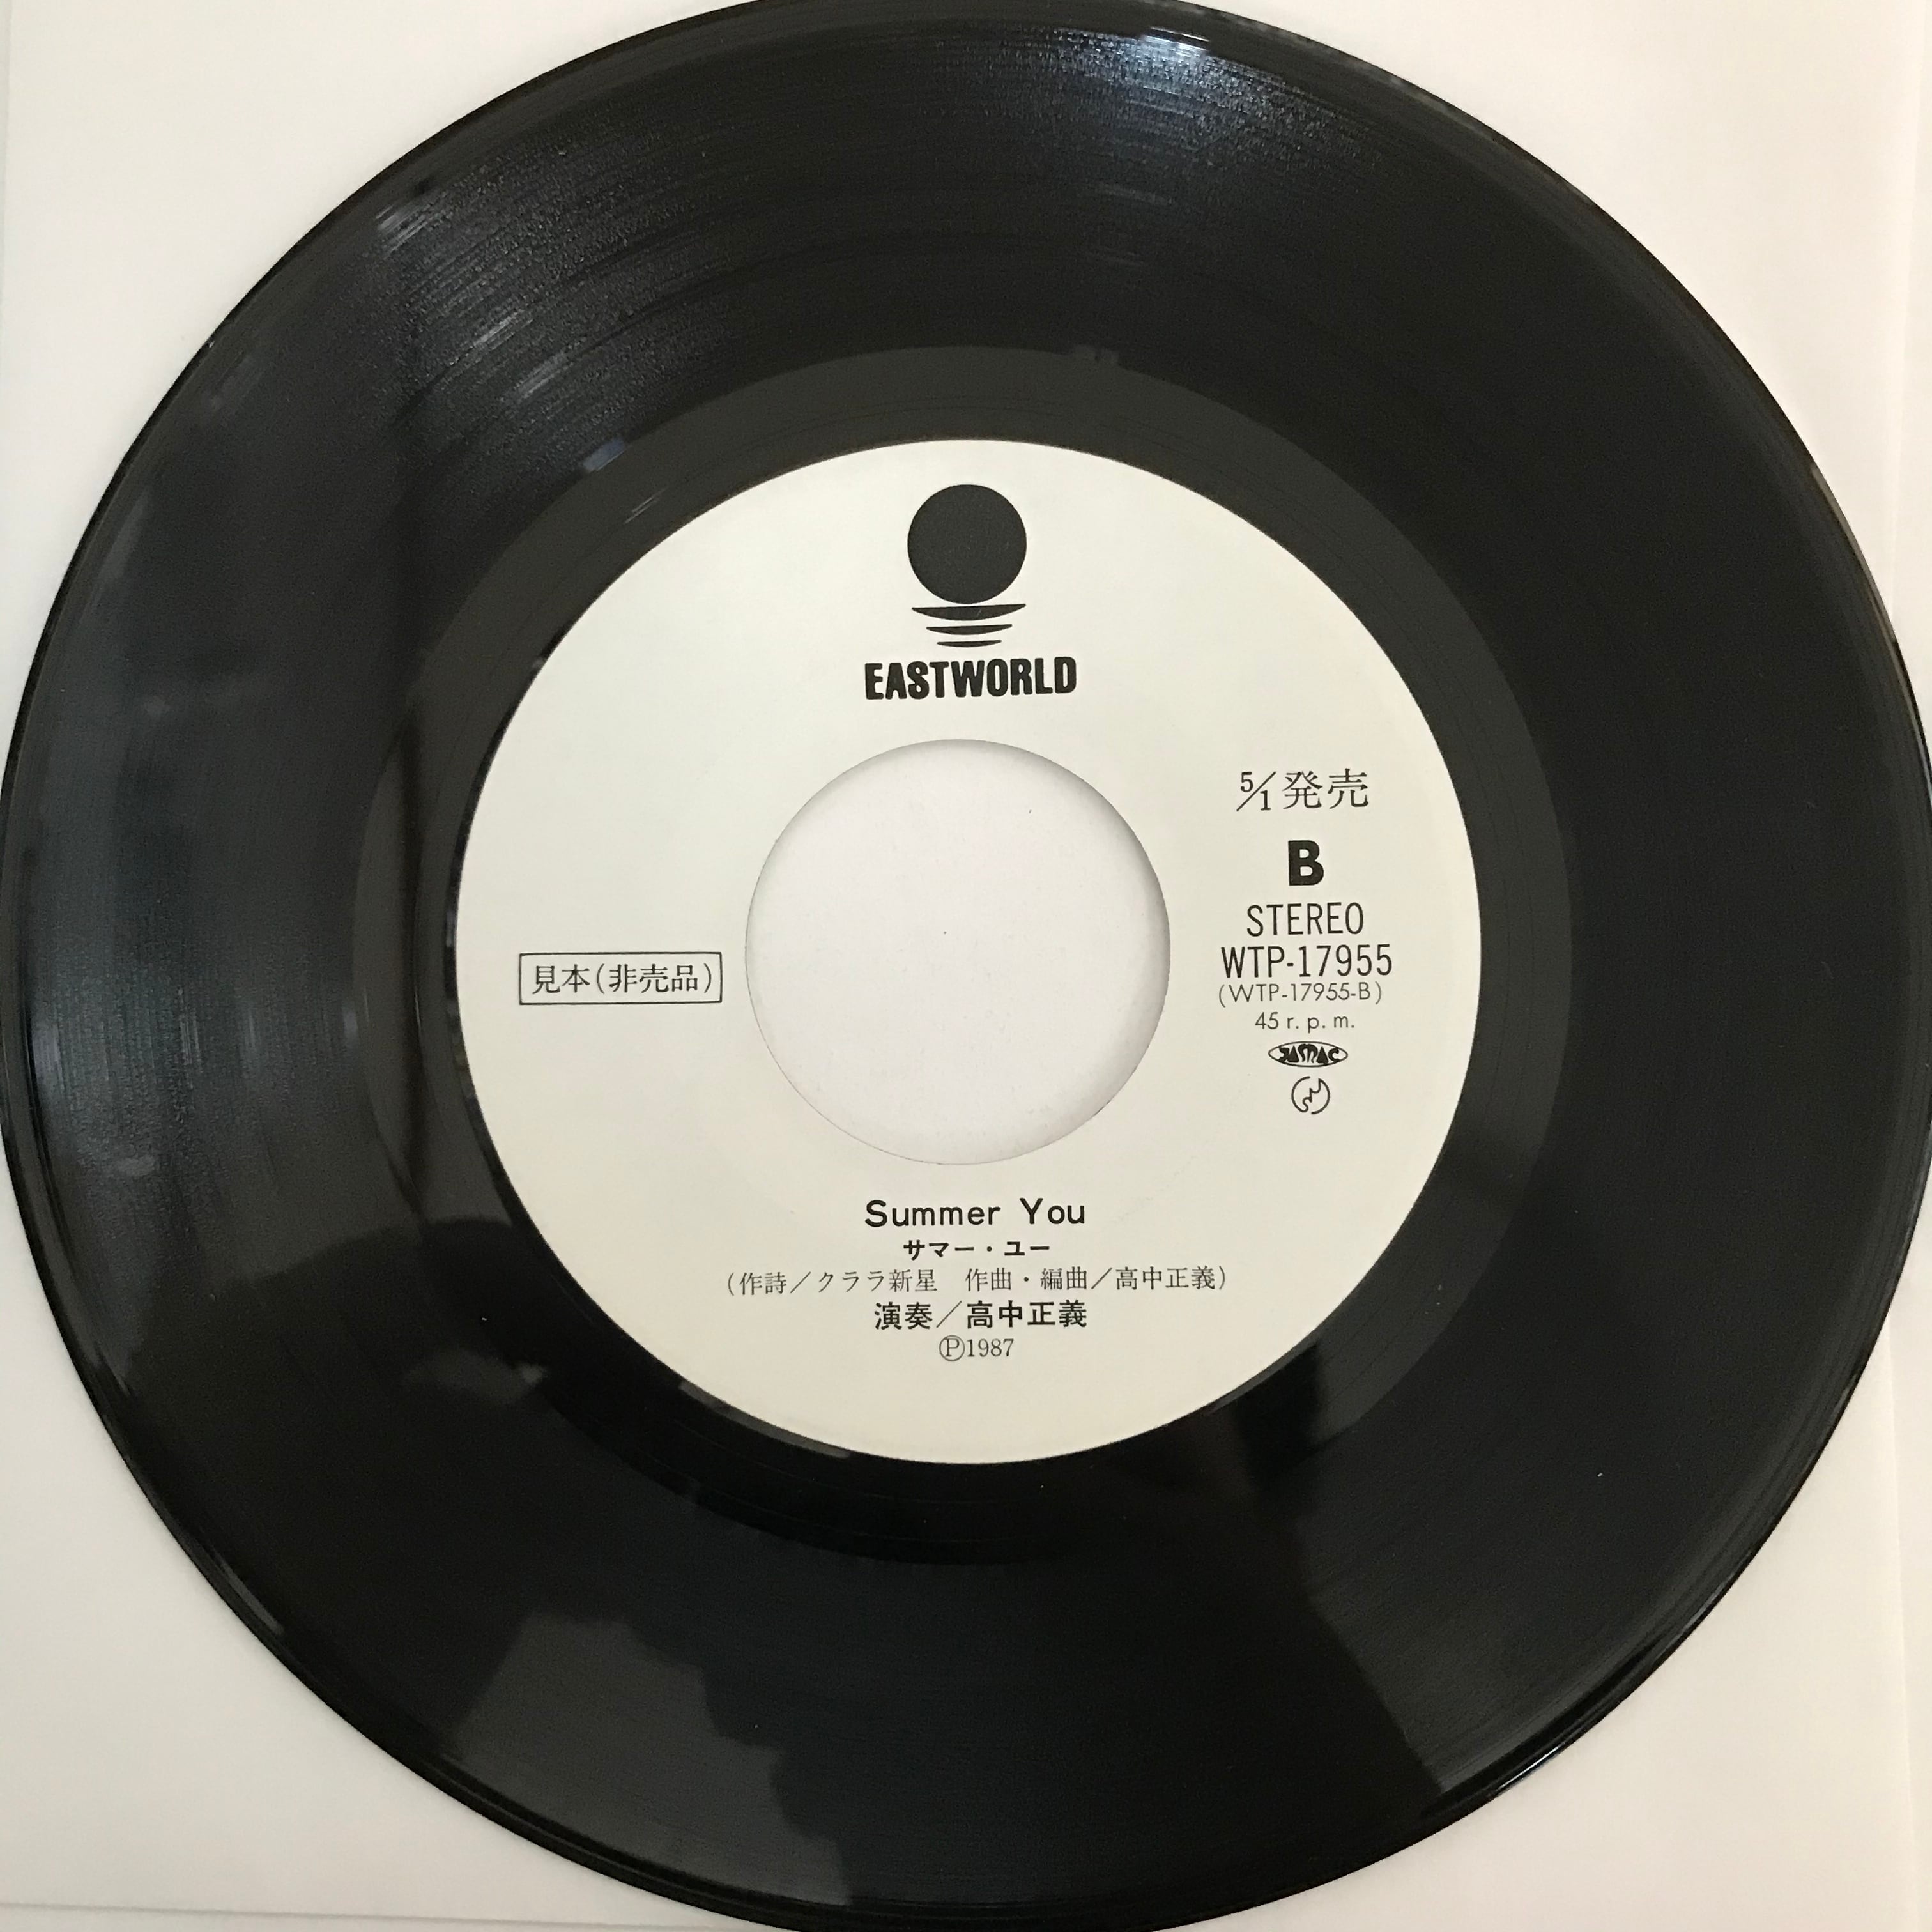 EASTWORLD
5/1発売
B
STEREO
WTP-17955
(WTP-17955-B)
45 r. p. m.
見本(非売品)
JASRAC
Summer You
サマー・ユー
(作詩/クララ新星 作曲・編曲/高中正義)
演奏/高中正義
Ⓟ1987